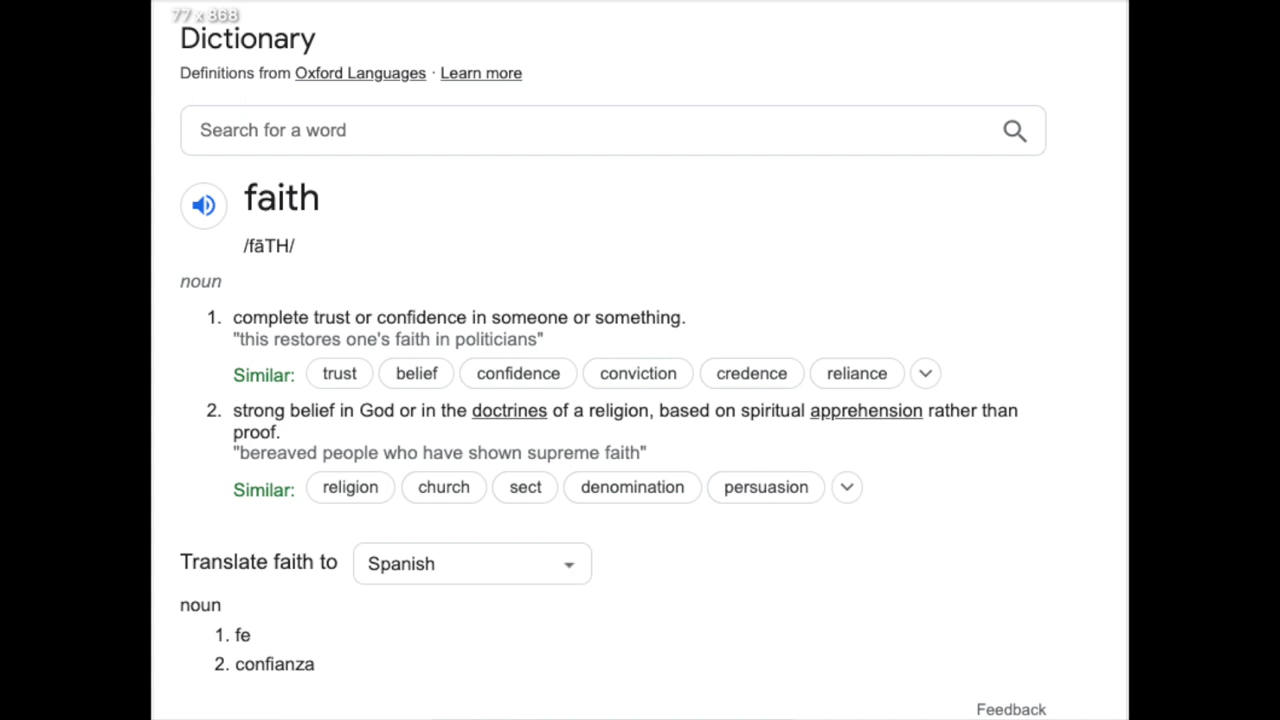 77 x 868
Dictionary
Definitions from Oxford Languages · Learn more
Search for a word
faith
/fāTH/
noun
1. complete trust or confidence in someone or something.
"this restores one's faith in politicians"
Similar: trust belief confidence conviction credence reliance
2. strong belief in God or in the doctrines of a religion, based on spiritual apprehension rather than
proof.
"bereaved people who have shown supreme faith"
Similar: religion church sect denomination persuasion
Translate faith to Spanish
noun
1. fe
2. confianza
Feedback